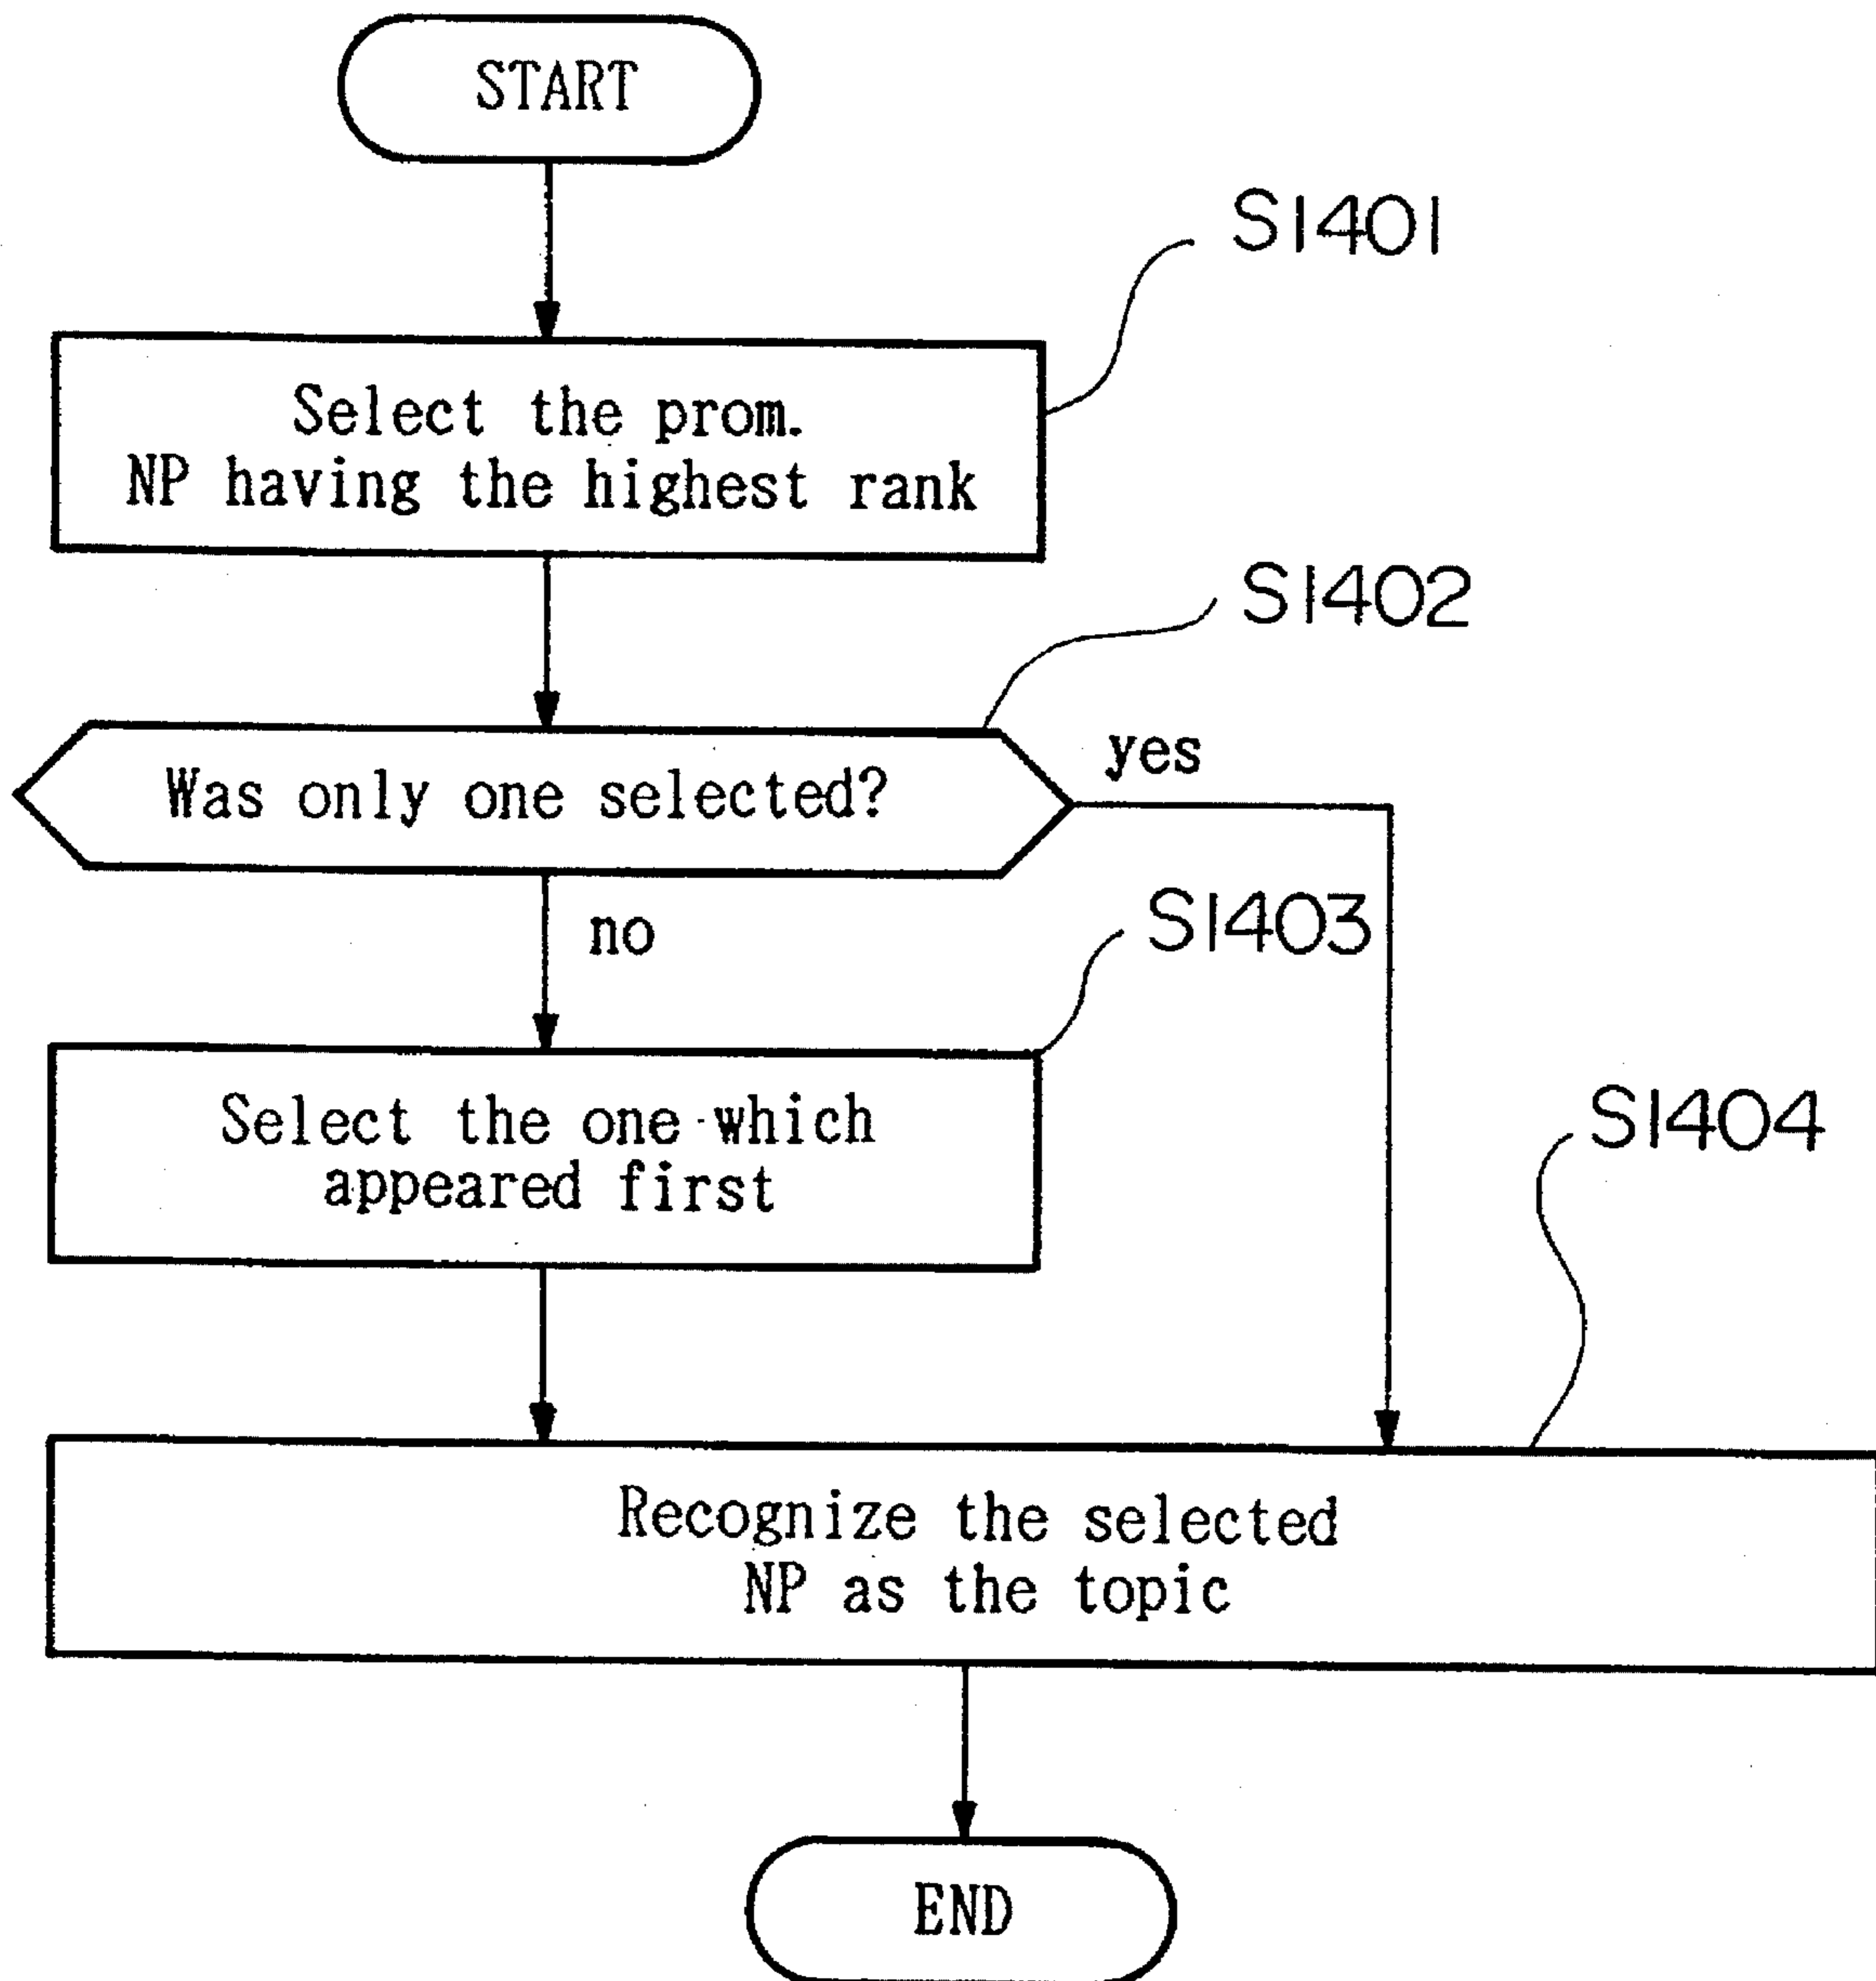 START
S1401
Select the prom.
NP having the highest rank
S1402
Was only one selected?
yes
no
S1403
Select the one which
appeared first
S1404
Recognize the selected
NP as the topic
END